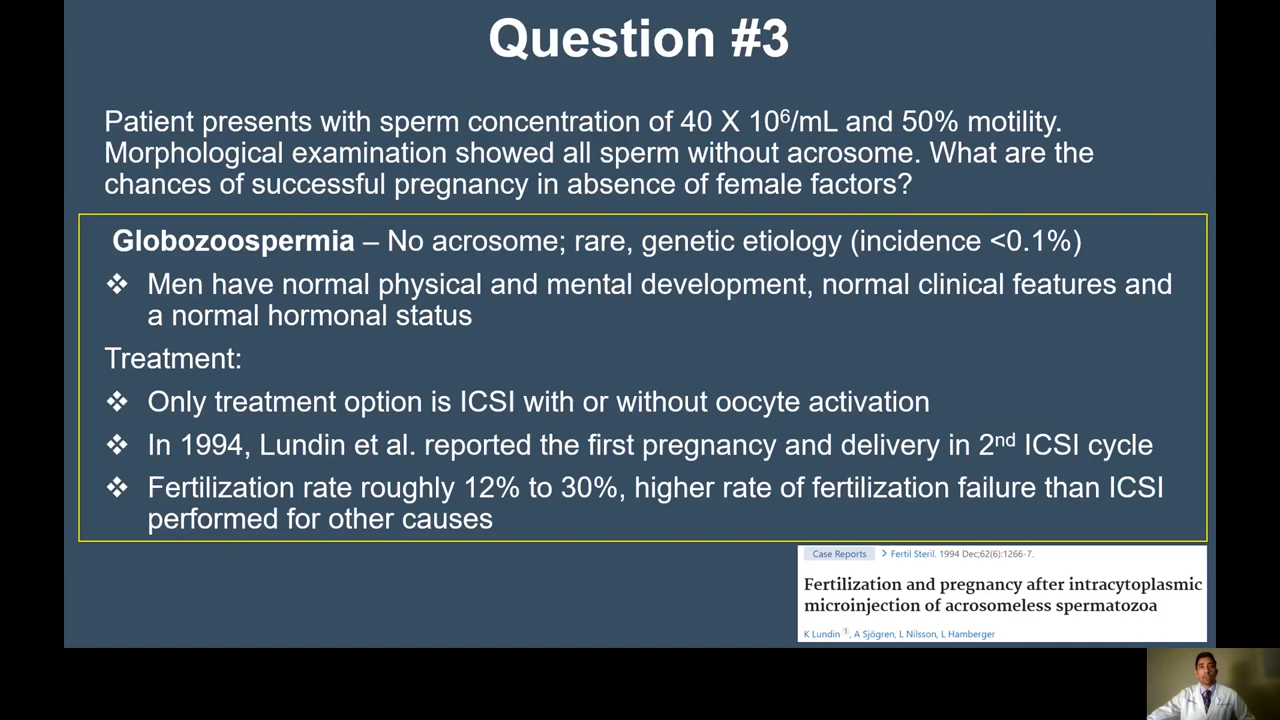 Question #3
Patient presents with sperm concentration of 40 X 10⁶/mL and 50% motility.
Morphological examination showed all sperm without acrosome. What are the
chances of successful pregnancy in absence of female factors?
Globozoospermia – No acrosome; rare, genetic etiology (incidence <0.1%)
❖ Men have normal physical and mental development, normal clinical features and
a normal hormonal status
Treatment:
❖ Only treatment option is ICSI with or without oocyte activation
❖ In 1994, Lundin et al. reported the first pregnancy and delivery in 2ⁿᵈ ICSI cycle
❖ Fertilization rate roughly 12% to 30%, higher rate of fertilization failure than ICSI
performed for other causes
Case Reports > Fertil Steril. 1994 Dec;62(6):1266-7.
Fertilization and pregnancy after intracytoplasmic
microinjection of acrosomeless spermatozoa
K Lundin ¹, A Sjögren, L Nilsson, L Hamberger